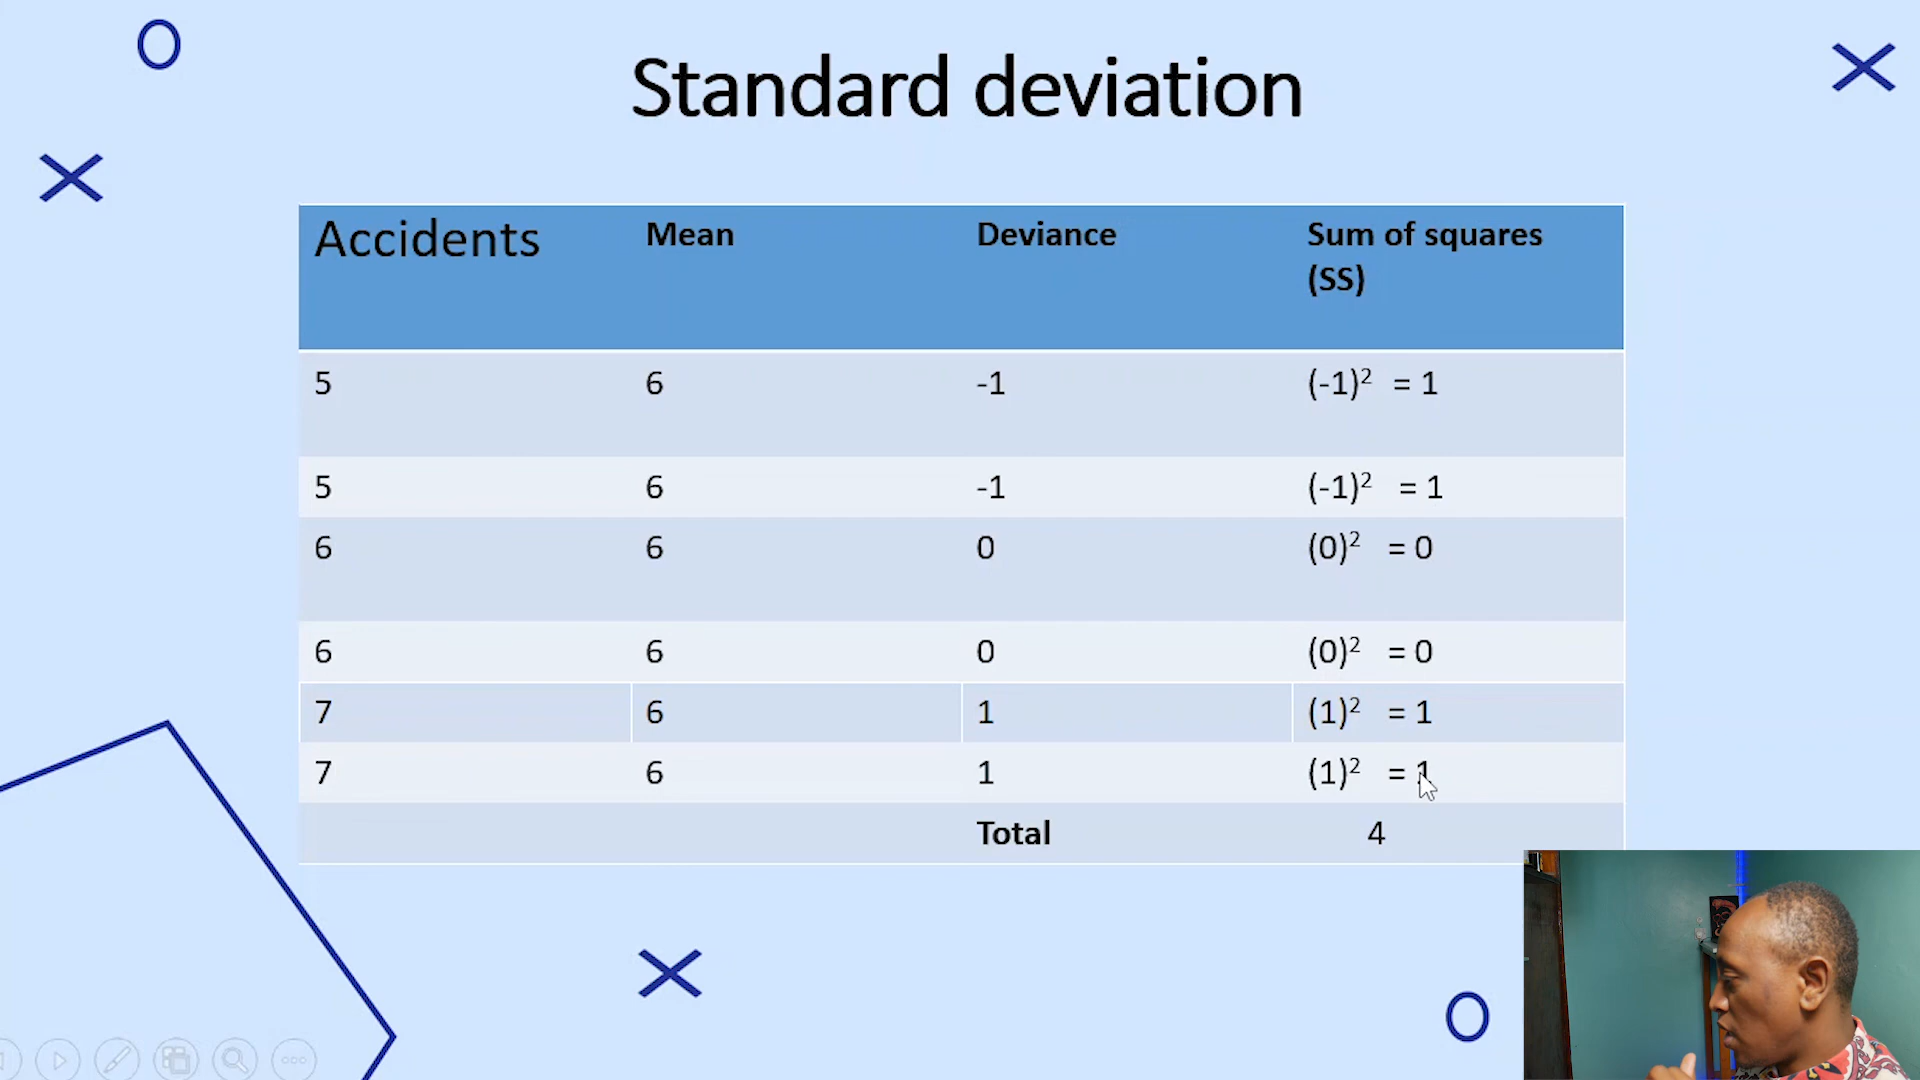 Standard deviation
Accidents Mean Deviance Sum of squares
(SS)
5 6 -1 (-1)² = 1
5 6 -1 (-1)² = 1
6 6 0 (0)² = 0
6 6 0 (0)² = 0
7 6 1 (1)² = 1
7 6 1 (1)² = 1
Total 4